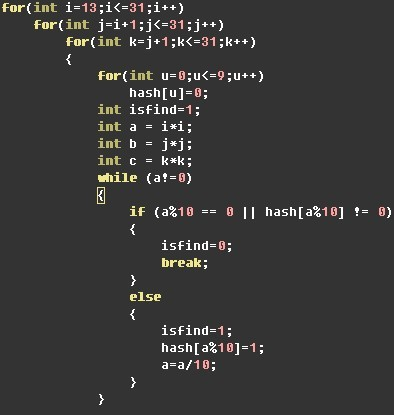 for(int i=13;i<=31;i++)
for(int j=i+1;j<=31;j++)
for(int k=j+1;k<=31;k++)
{
for(int u=0;u<=9;u++)
hash[u]=0;
int isfind=1;
int a = i*i;
int b = j*j;
int c = k*k;
while (a!=0)
{
if (a%10 == 0 || hash[a%10] != 0)
{
isfind=0;
break;
}
else
{
isfind=1;
hash[a%10]=1;
a=a/10;
}
}